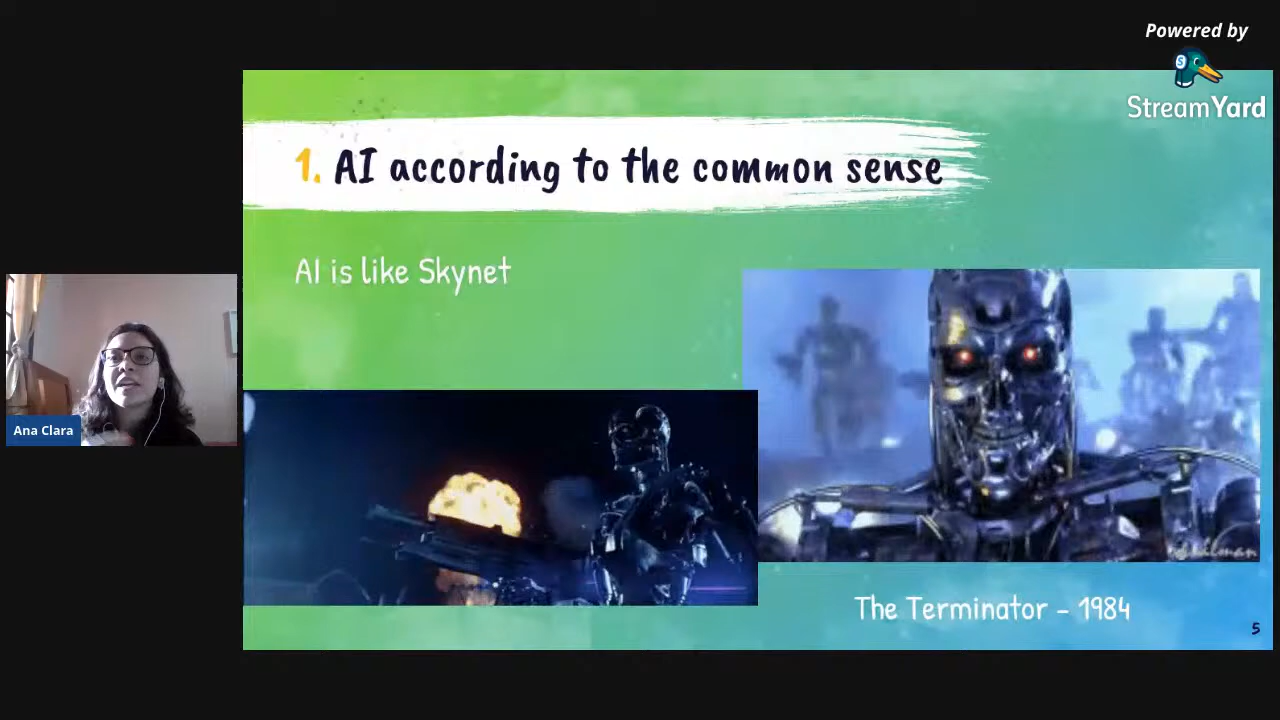 Powered by
StreamYard
1. AI according to the common sense
AI is like Skynet
Ana Clara
The Terminator - 1984
5